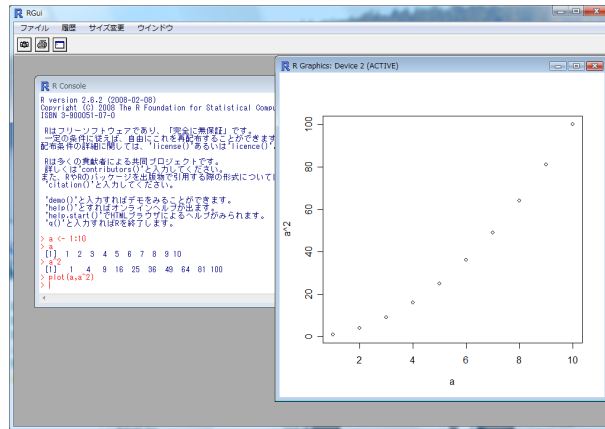 RGui
ファイル 履歴 サイズ変更 ウインドウ
R Console
R version 2.6.2 (2008-02-08)
Copyright (C) 2008 The R Foundation for Statistical Compu
ISBN 3-900051-07-0
Rはフリーソフトウェアであり、「完全に無保証」です。
一定の条件に従えば、自由にこれを再配布することができます
配布条件の詳細に関しては、'license()'あるいは'licence()'
Rは多くの貢献者による共同プロジェクトです。
詳しくは'contributors()'と入力してください。
また、RやRのパッケージを出版物で引用する際の形式につい
'citation()'と入力してください。
'demo()'と入力すればデモをみることができます。
'help()'とすればオンラインヘルプが出ます。
'help.start()'でHTMLブラウザによるヘルプがみられます。
'q()'と入力すればRを終了します。
> a <- 1:10
> a
[1] 1 2 3 4 5 6 7 8 9 10
> a^2
[1] 1 4 9 16 25 36 49 64 81 100
> plot(a,a^2)
>
R Graphics: Device 2 (ACTIVE)
100
80
60
40
20
0
a^2
2 4 6 8 10
a